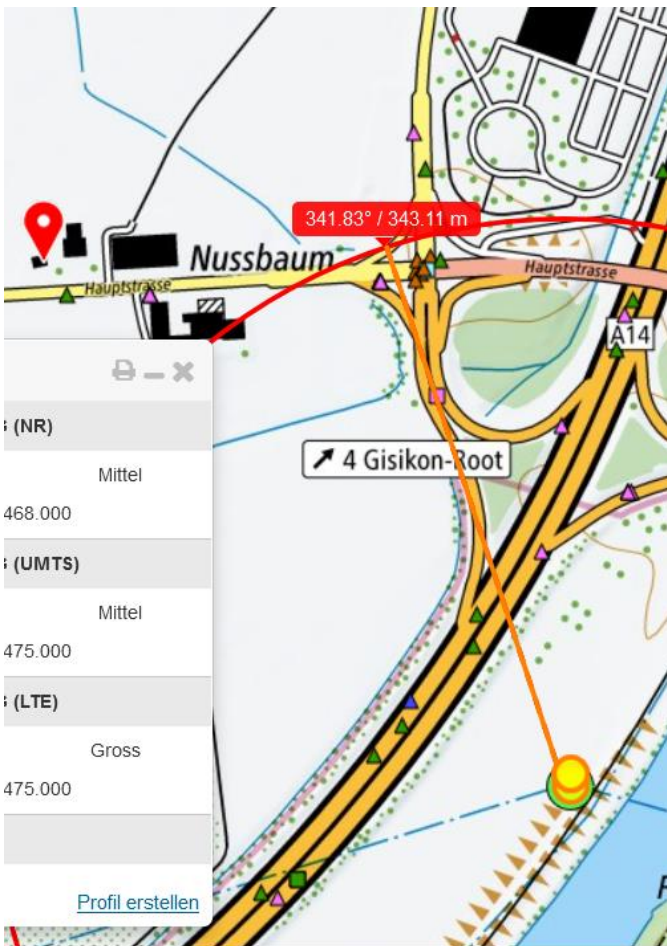 341.83° / 343.11 m
Nussbaum
Hauptstrasse
Hauptstrasse
A14
4 Gisikon-Root
G (NR)
Mittel
468.000
G (UMTS)
Mittel
475.000
G (LTE)
Gross
475.000
Profil erstellen